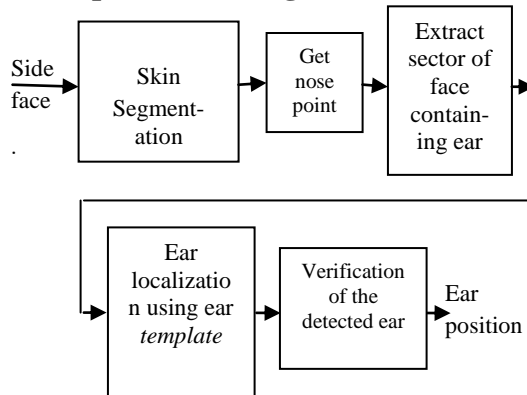 Side
face
.
Skin
Segment-
ation
Get
nose
point
Extract
sector of
face
contain-
ing ear
Ear
localizatio
n using ear
template
Verification
of the
detected ear
Ear
position